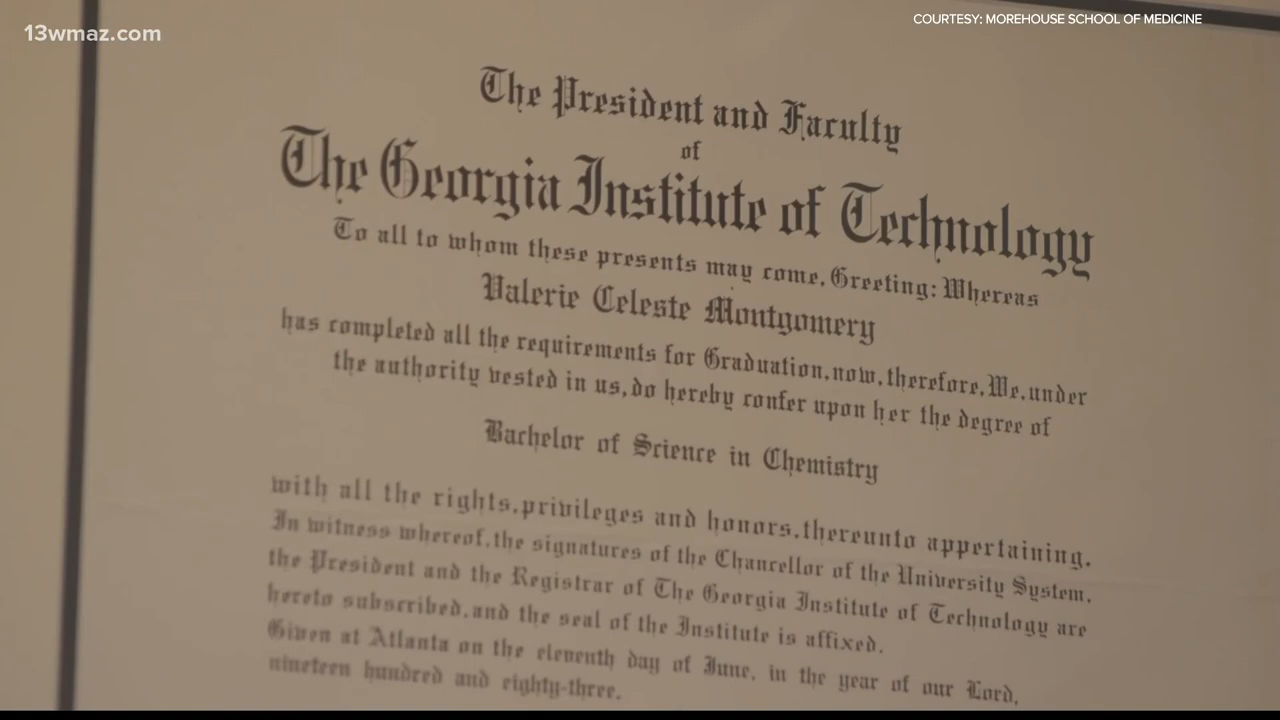 13wmaz.com
COURTESY: MOREHOUSE SCHOOL OF MEDICINE
The President and Faculty
of
The Georgia Institute of Technology
To all to whom these presents may come, Greeting: Whereas
Valerie Celeste Montgomery
has completed all the requirements for Graduation, now, therefore, We, under
the authority vested in us, do hereby confer upon her the degree of
Bachelor of Science in Chemistry
with all the rights, privileges and honors, thereunto appertaining.
In witness whereof, the signatures of the Chancellor of the University System,
the President and the Registrar of The Georgia Institute of Technology are
hereto subscribed, and the seal of the Institute is affixed.
Given at Atlanta on the eleventh day of June, in the year of our Lord,
nineteen hundred and eighty-three.